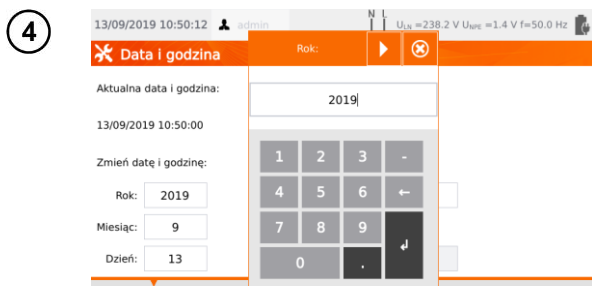 4
13/09/2019 10:50:12 admin N L U_LN =238.2 V U_NPE =1.4 V f=50.0 Hz
Data i godzina
Rok:
Aktualna data i godzina:
2019
13/09/2019 10:50:00
Zmień datę i godzinę:
1 2 3 -
Rok: 2019
4 5 6 ←
Miesiąc: 9
7 8 9 ↲
Dzień: 13
0 .